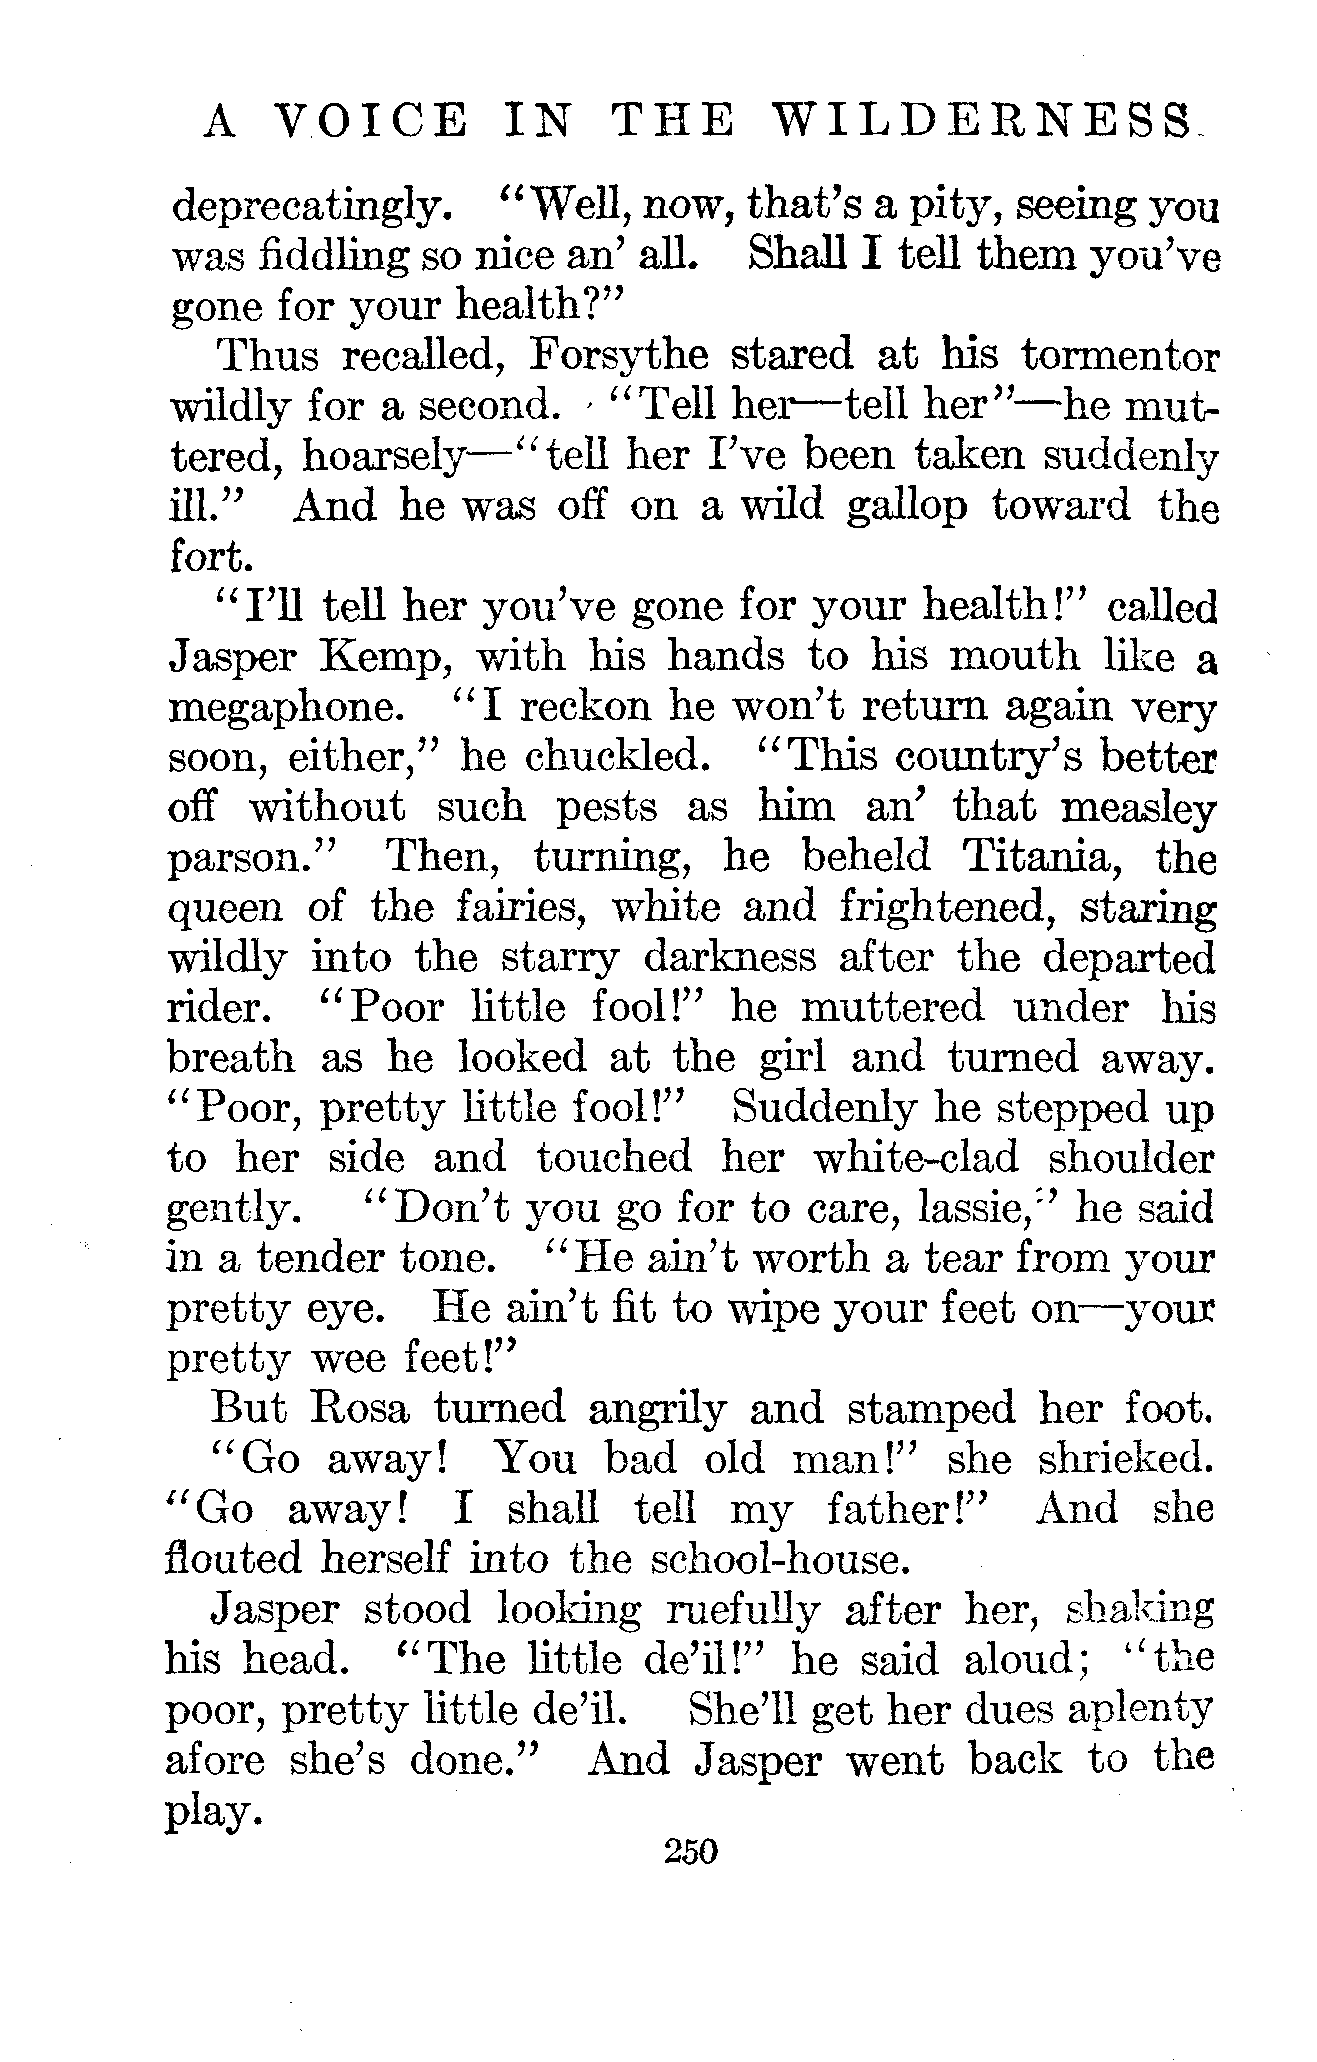 A VOICE IN THE WILDERNESS
deprecatingly. "Well, now, that's a pity, seeing you
was fiddling so nice an' all. Shall I tell them you've
gone for your health?"
Thus recalled, Forsythe stared at his tormentor
wildly for a second. "Tell her—tell her"—he mut-
tered, hoarsely—"tell her I've been taken suddenly
ill." And he was off on a wild gallop toward the
fort.
"I'll tell her you've gone for your health!" called
Jasper Kemp, with his hands to his mouth like a
megaphone. "I reckon he won't return again very
soon, either," he chuckled. "This country's better
off without such pests as him an' that measley
parson." Then, turning, he beheld Titania, the
queen of the fairies, white and frightened, staring
wildly into the starry darkness after the departed
rider. "Poor little fool!" he muttered under his
breath as he looked at the girl and turned away.
"Poor, pretty little fool!" Suddenly he stepped up
to her side and touched her white-clad shoulder
gently. "Don't you go for to care, lassie," he said
in a tender tone. "He ain't worth a tear from your
pretty eye. He ain't fit to wipe your feet on—your
pretty wee feet!"
But Rosa turned angrily and stamped her foot.
"Go away! You bad old man!" she shrieked.
"Go away! I shall tell my father!" And she
flouted herself into the school-house.
Jasper stood looking ruefully after her, shaking
his head. "The little de'il!" he said aloud; "the
poor, pretty little de'il. She'll get her dues aplenty
afore she's done." And Jasper went back to the
play.
250